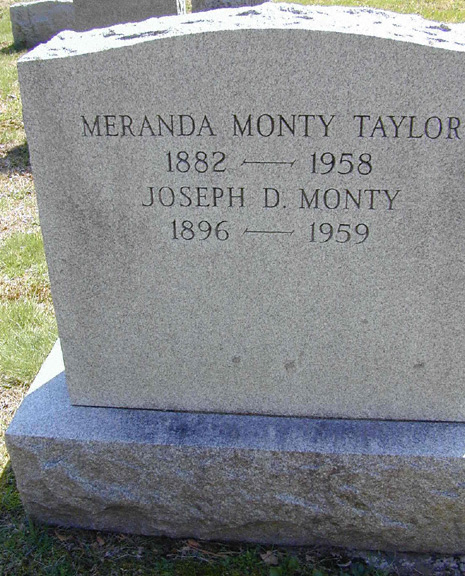 MERANDA MONTY TAYLOR
1882 — 1958
JOSEPH D. MONTY
1896 — 1959